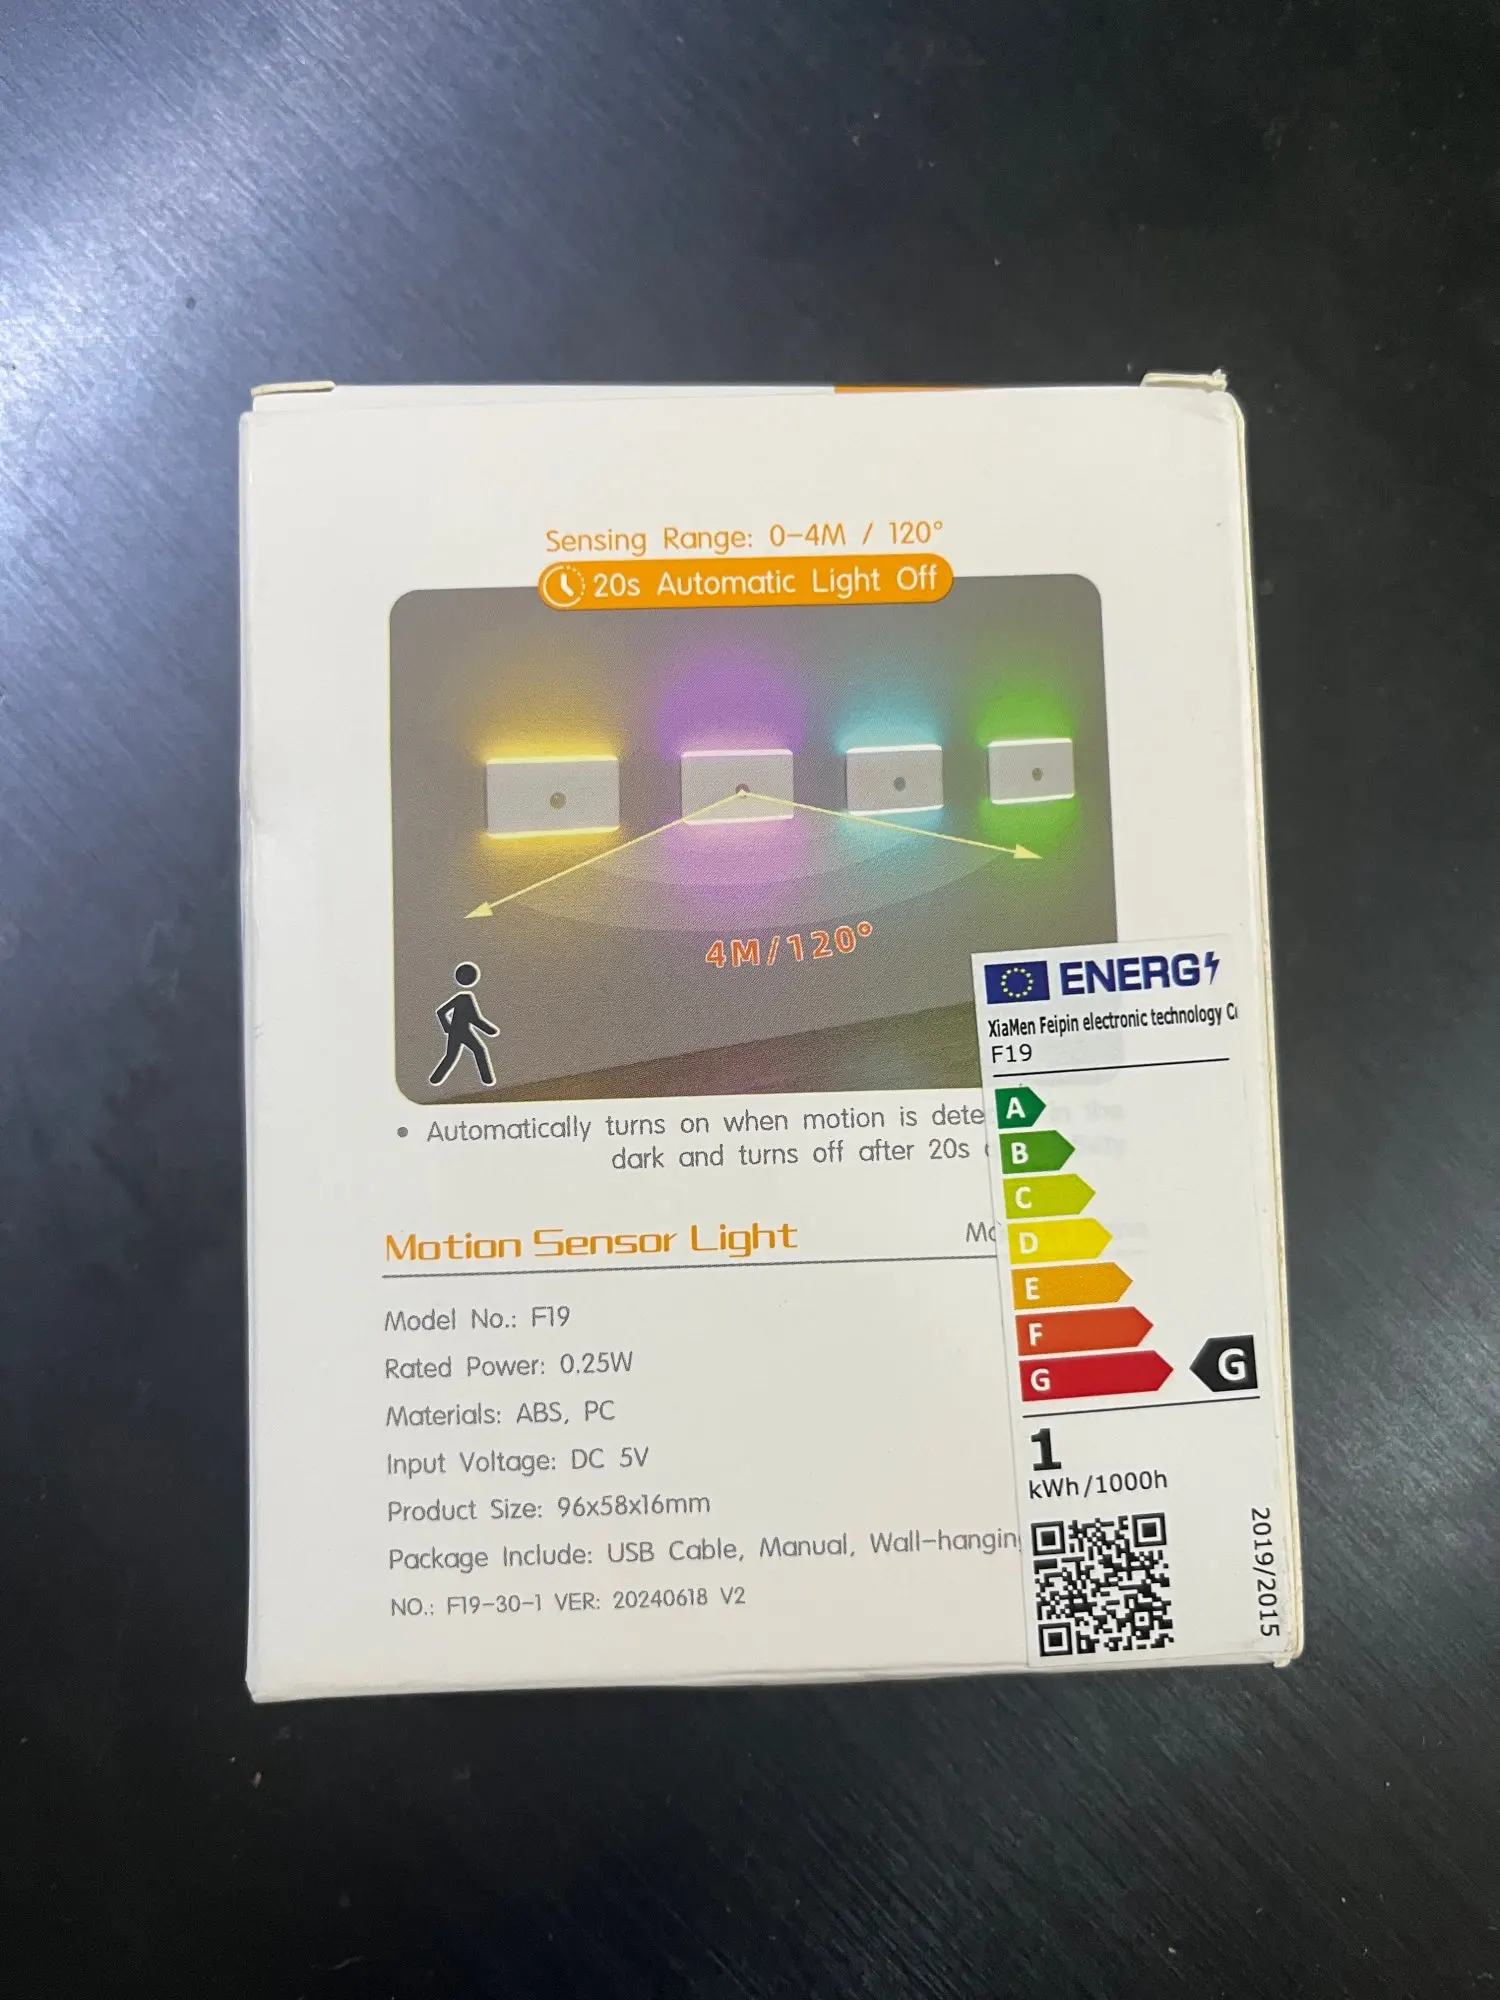 Sensing Range: 0-4M / 120°
20s Automatic Light Off
4M/120°
• Automatically turns on when motion is dete in the
dark and turns off after 20s
Motion Sensor Light
Model No.: F19
Rated Power: 0.25W
Materials: ABS, PC
Input Voltage: DC 5V
Product Size: 96x58x16mm
Package Include: USB Cable, Manual, Wall-hanging
NO.: F19-30-1 VER: 20240618 V2
ENERG
XiaMen Feipin electronic technology
F19
A
B
C
D
E
F
G
G
1
kWh/1000h
2019/2015